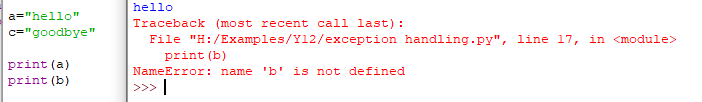 a="hello"
c="goodbye"
print(a)
print(b)
hello
Traceback (most recent call last):
  File "H:/Examples/Y12/exception handling.py", line 17, in <module>
    print(b)
NameError: name 'b' is not defined
>>>